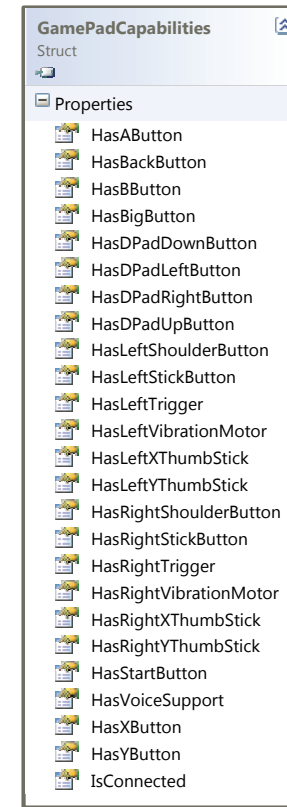 GamePadCapabilities
Struct
Properties
HasAButton
HasBackButton
HasBButton
HasBigButton
HasDPadDownButton
HasDPadLeftButton
HasDPadRightButton
HasDPadUpButton
HasLeftShoulderButton
HasLeftStickButton
HasLeftTrigger
HasLeftVibrationMotor
HasLeftXThumbStick
HasLeftYThumbStick
HasRightShoulderButton
HasRightStickButton
HasRightTrigger
HasRightVibrationMotor
HasRightXThumbStick
HasRightYThumbStick
HasStartButton
HasVoiceSupport
HasXButton
HasYButton
IsConnected